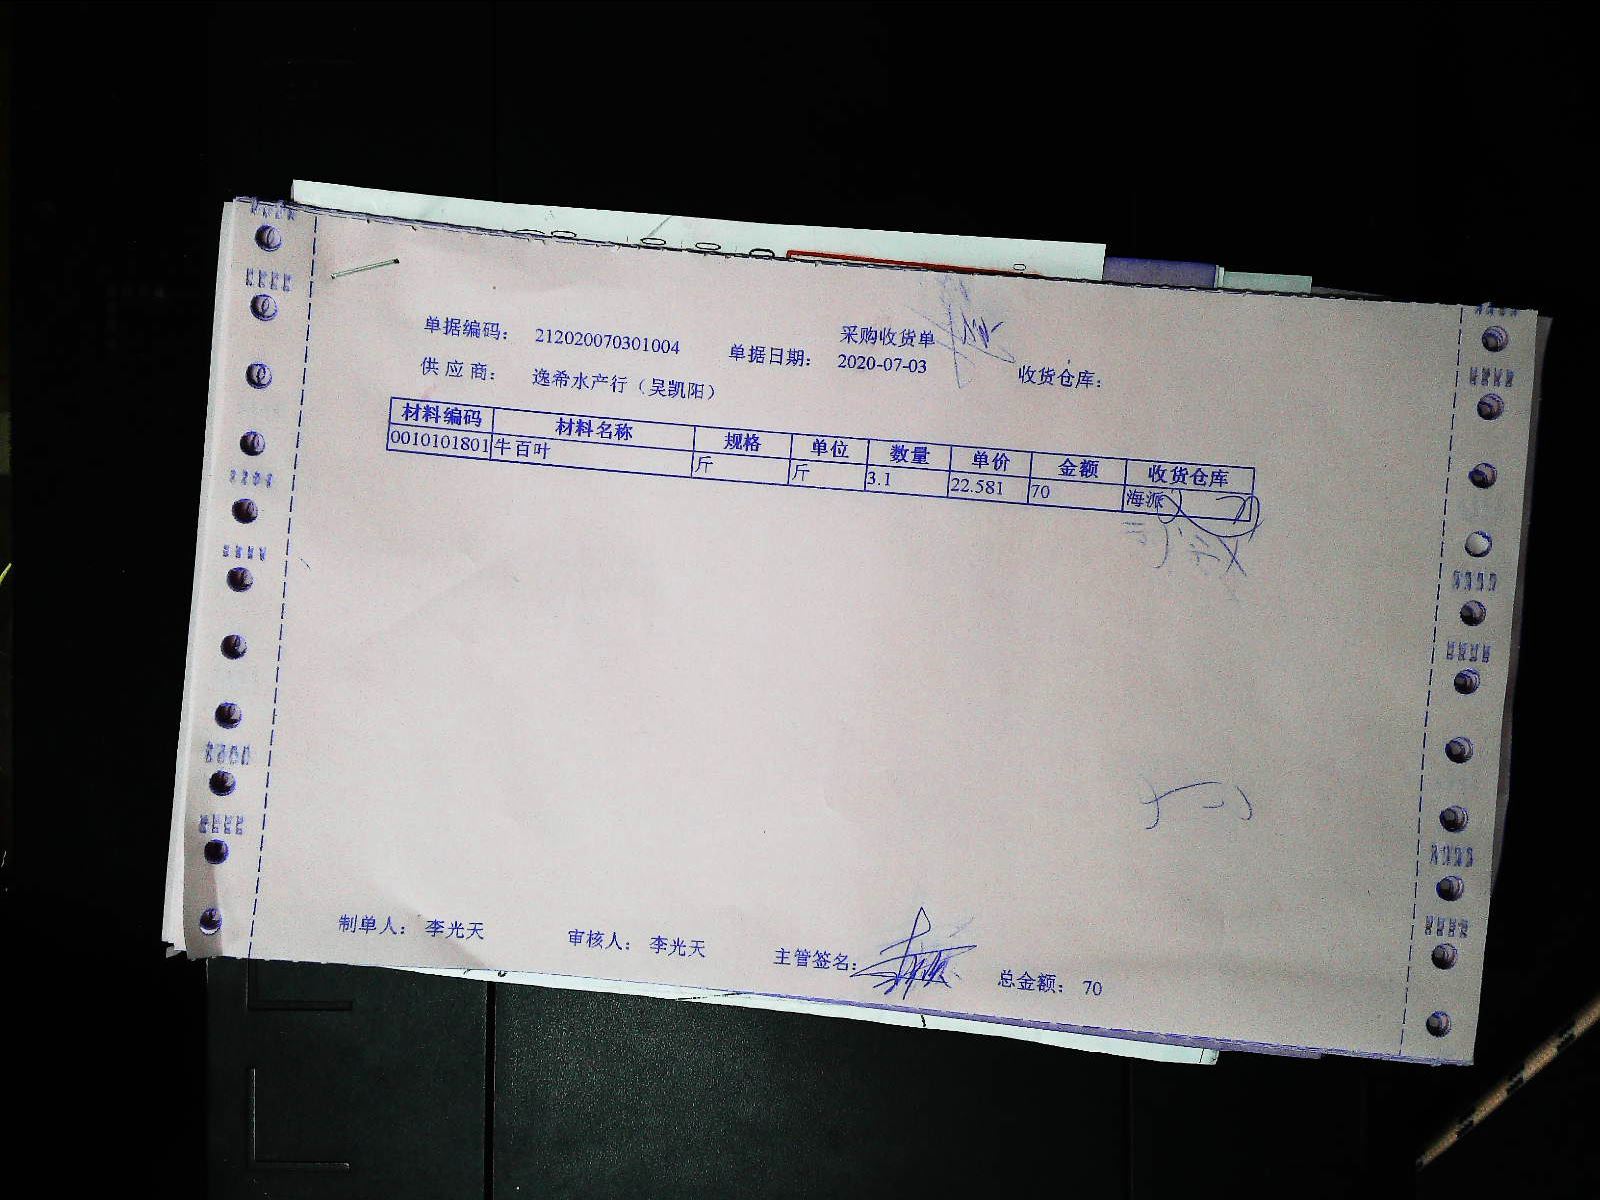 采购收货单
单据编码： 212020070301004 单据日期： 2020-07-03 收货仓库：
供 应 商： 逸希水产行（吴凯阳）
材料编码 材料名称 规格 单位 数量 单价 金额 收货仓库
0010101801 牛百叶 斤 斤 3.1 22.581 70 海派
制单人： 李光天 审核人： 李光天 主管签名： 总金额： 70